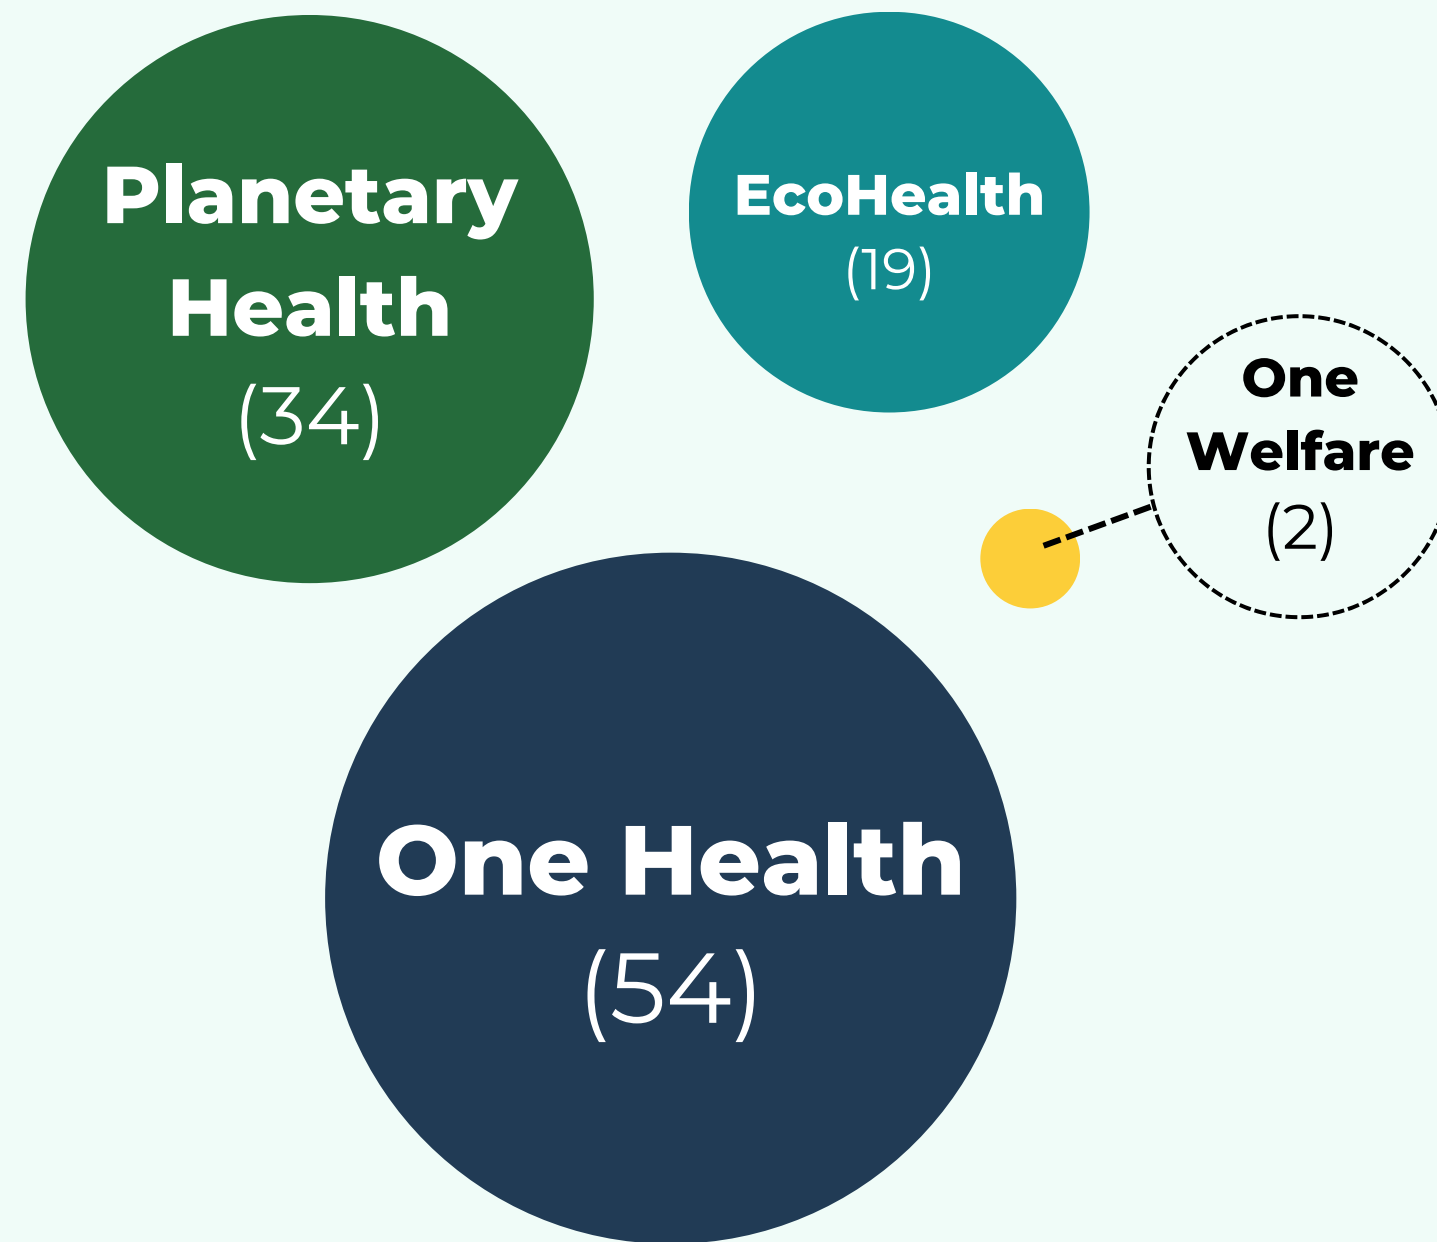 Planetary
Health
(34)
EcoHealth
(19)
One
Welfare
(2)
One Health
(54)